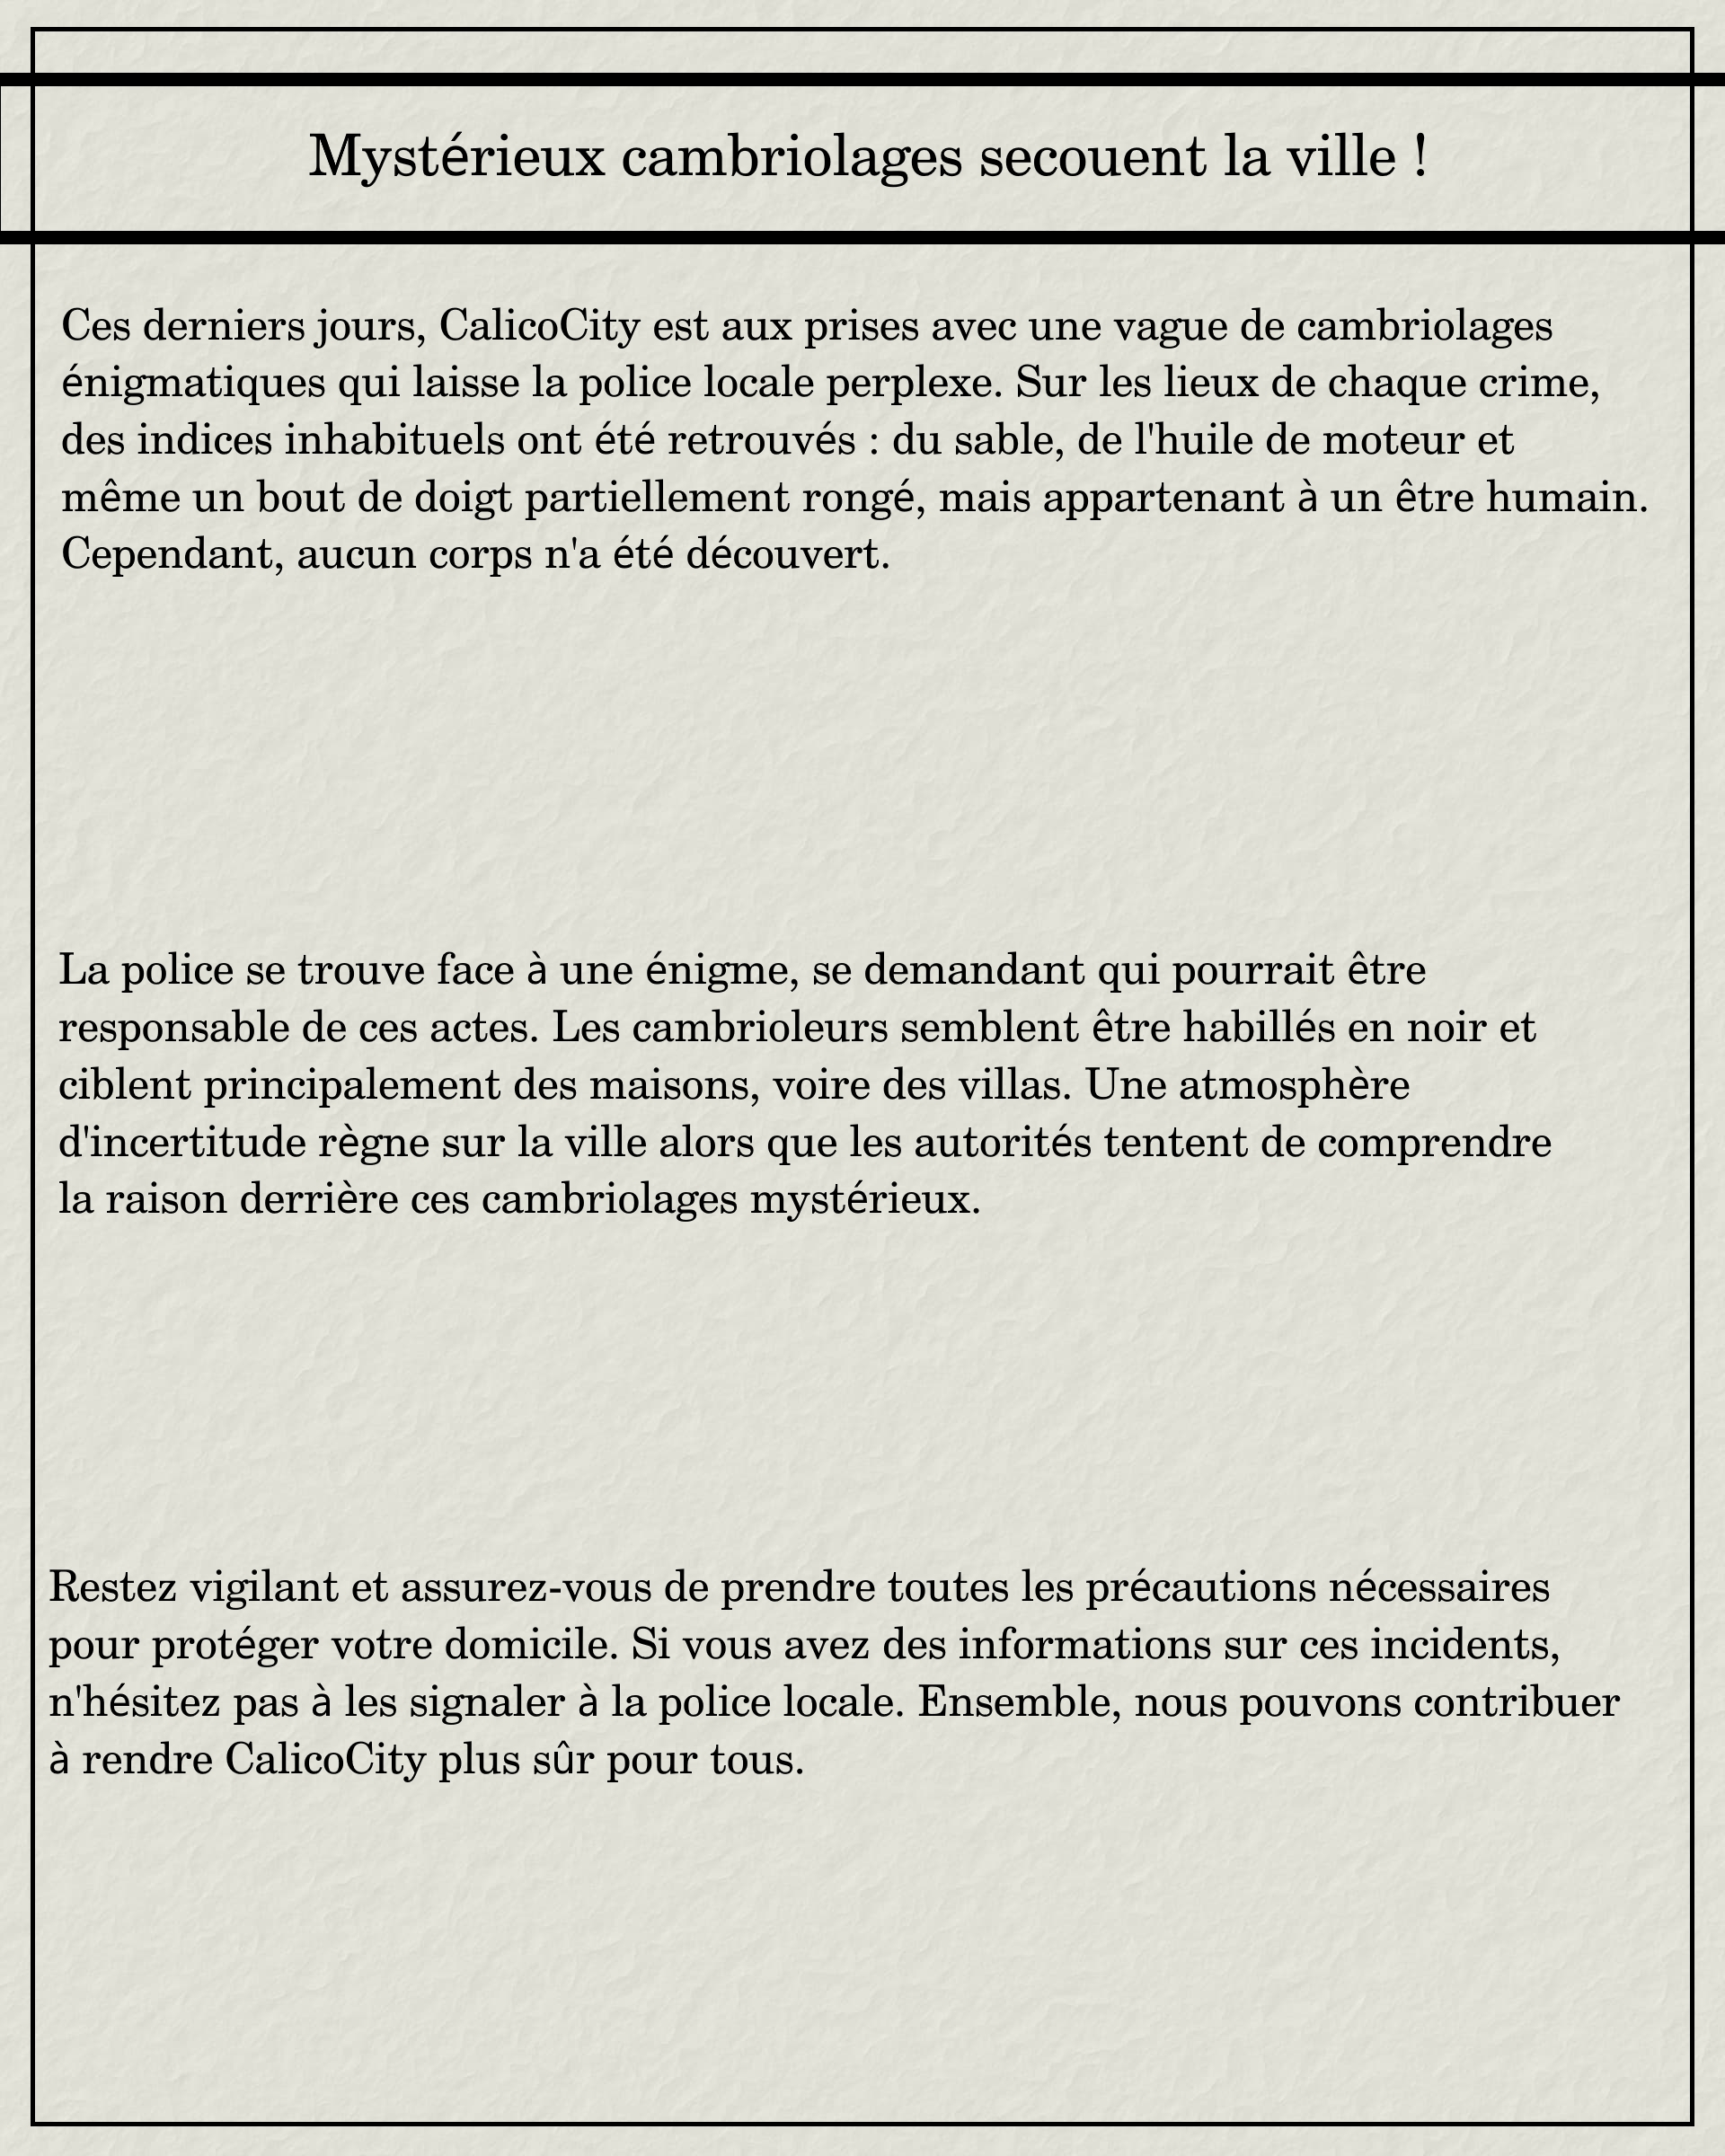 Mystérieux cambriolages secouent la ville !
Ces derniers jours, CalicoCity est aux prises avec une vague de cambriolages
énigmatiques qui laisse la police locale perplexe. Sur les lieux de chaque crime,
des indices inhabituels ont été retrouvés : du sable, de l'huile de moteur et
même un bout de doigt partiellement rongé, mais appartenant à un être humain.
Cependant, aucun corps n'a été découvert.
La police se trouve face à une énigme, se demandant qui pourrait être
responsable de ces actes. Les cambrioleurs semblent être habillés en noir et
ciblent principalement des maisons, voire des villas. Une atmosphère
d'incertitude règne sur la ville alors que les autorités tentent de comprendre
la raison derrière ces cambriolages mystérieux.
Restez vigilant et assurez-vous de prendre toutes les précautions nécessaires
pour protéger votre domicile. Si vous avez des informations sur ces incidents,
n'hésitez pas à les signaler à la police locale. Ensemble, nous pouvons contribuer
à rendre CalicoCity plus sûr pour tous.